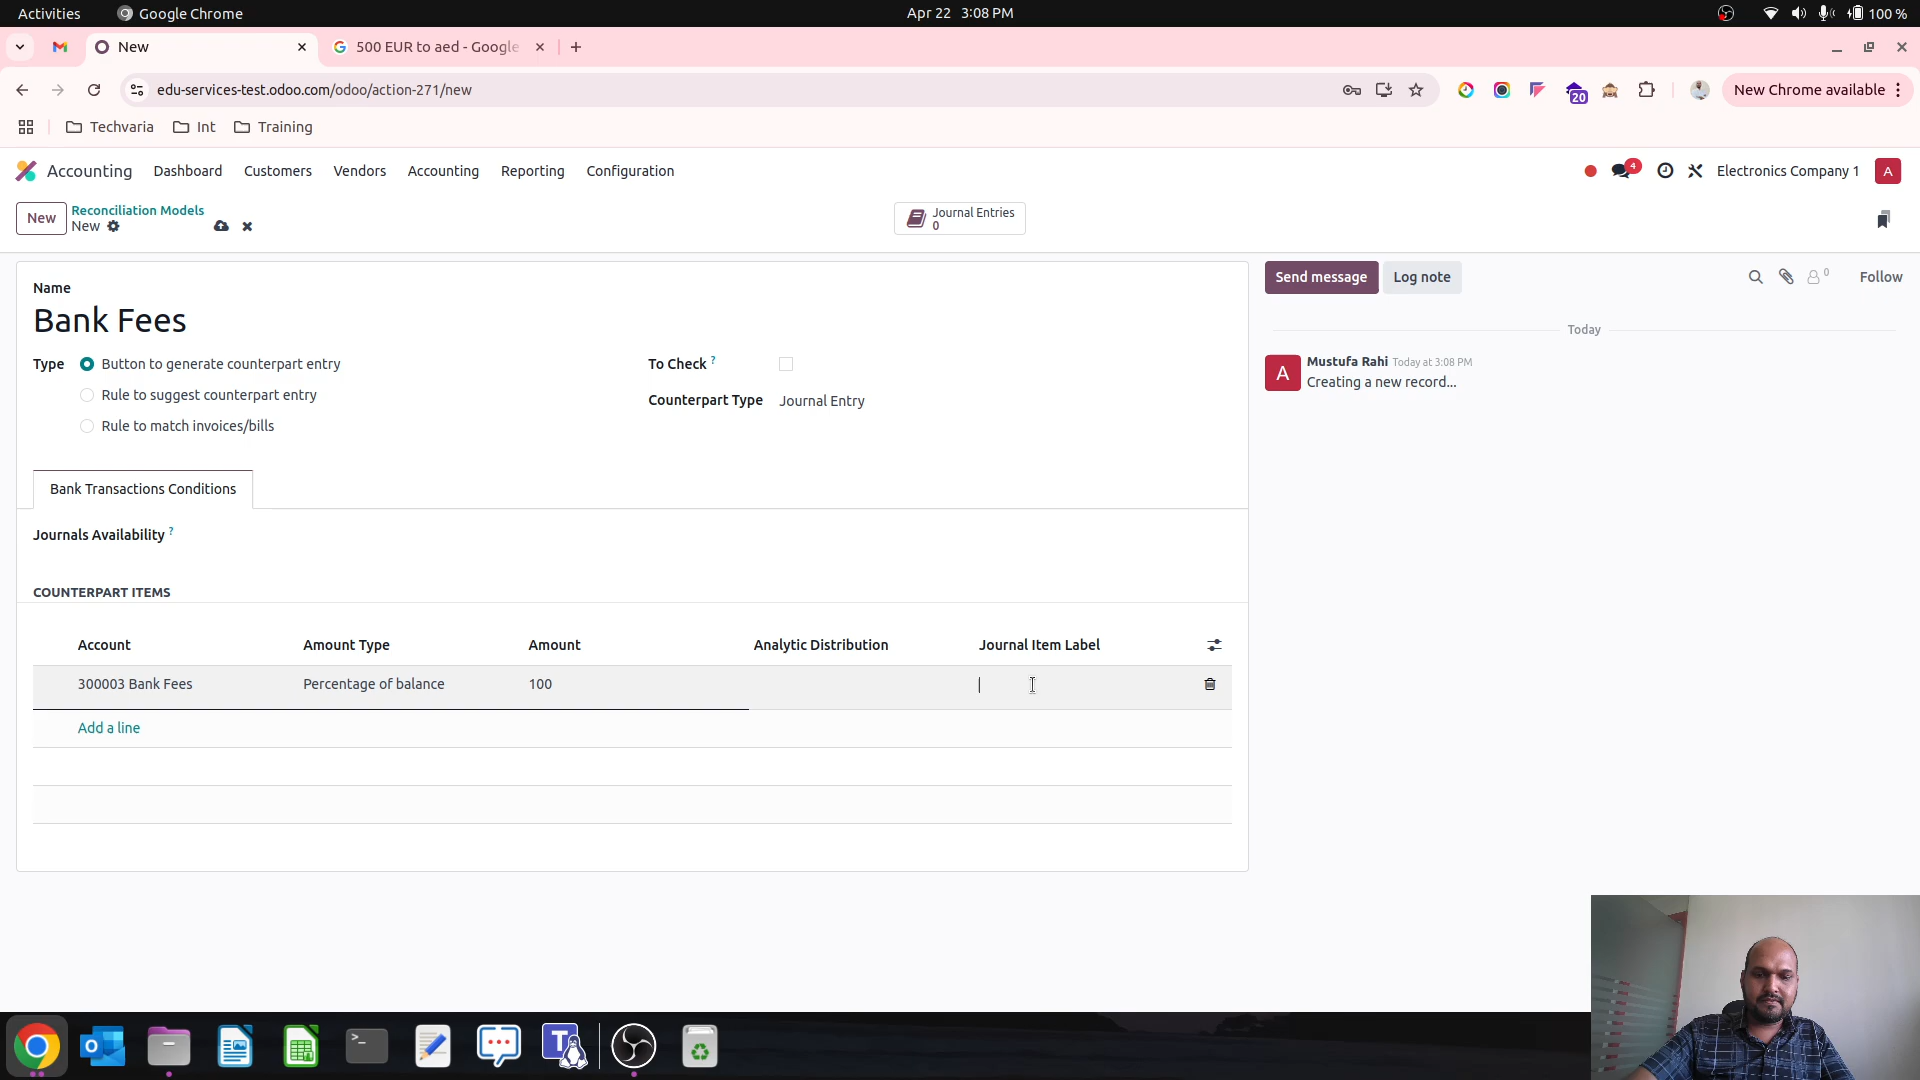 Activities
Google Chrome
Apr 22 3:08 PM
100 %
New
500 EUR to aed - Google
edu-services-test.odoo.com/odoo/action-271/new
20
New Chrome available
Techvaria
Int
Training
Accounting
Dashboard
Customers
Vendors
Accounting
Reporting
Configuration
4
Electronics Company 1
A
New
Reconciliation Models
New
Journal Entries
0
Name
Bank Fees
Type
Button to generate counterpart entry
Rule to suggest counterpart entry
Rule to match invoices/bills
To Check ?
Counterpart Type
Journal Entry
Bank Transactions Conditions
Journals Availability ?
COUNTERPART ITEMS
Account
Amount Type
Amount
Analytic Distribution
Journal Item Label
300003 Bank Fees
Percentage of balance
100
Add a line
Send message
Log note
0
Follow
Today
A
Mustufa Rahi Today at 3:08 PM
Creating a new record...